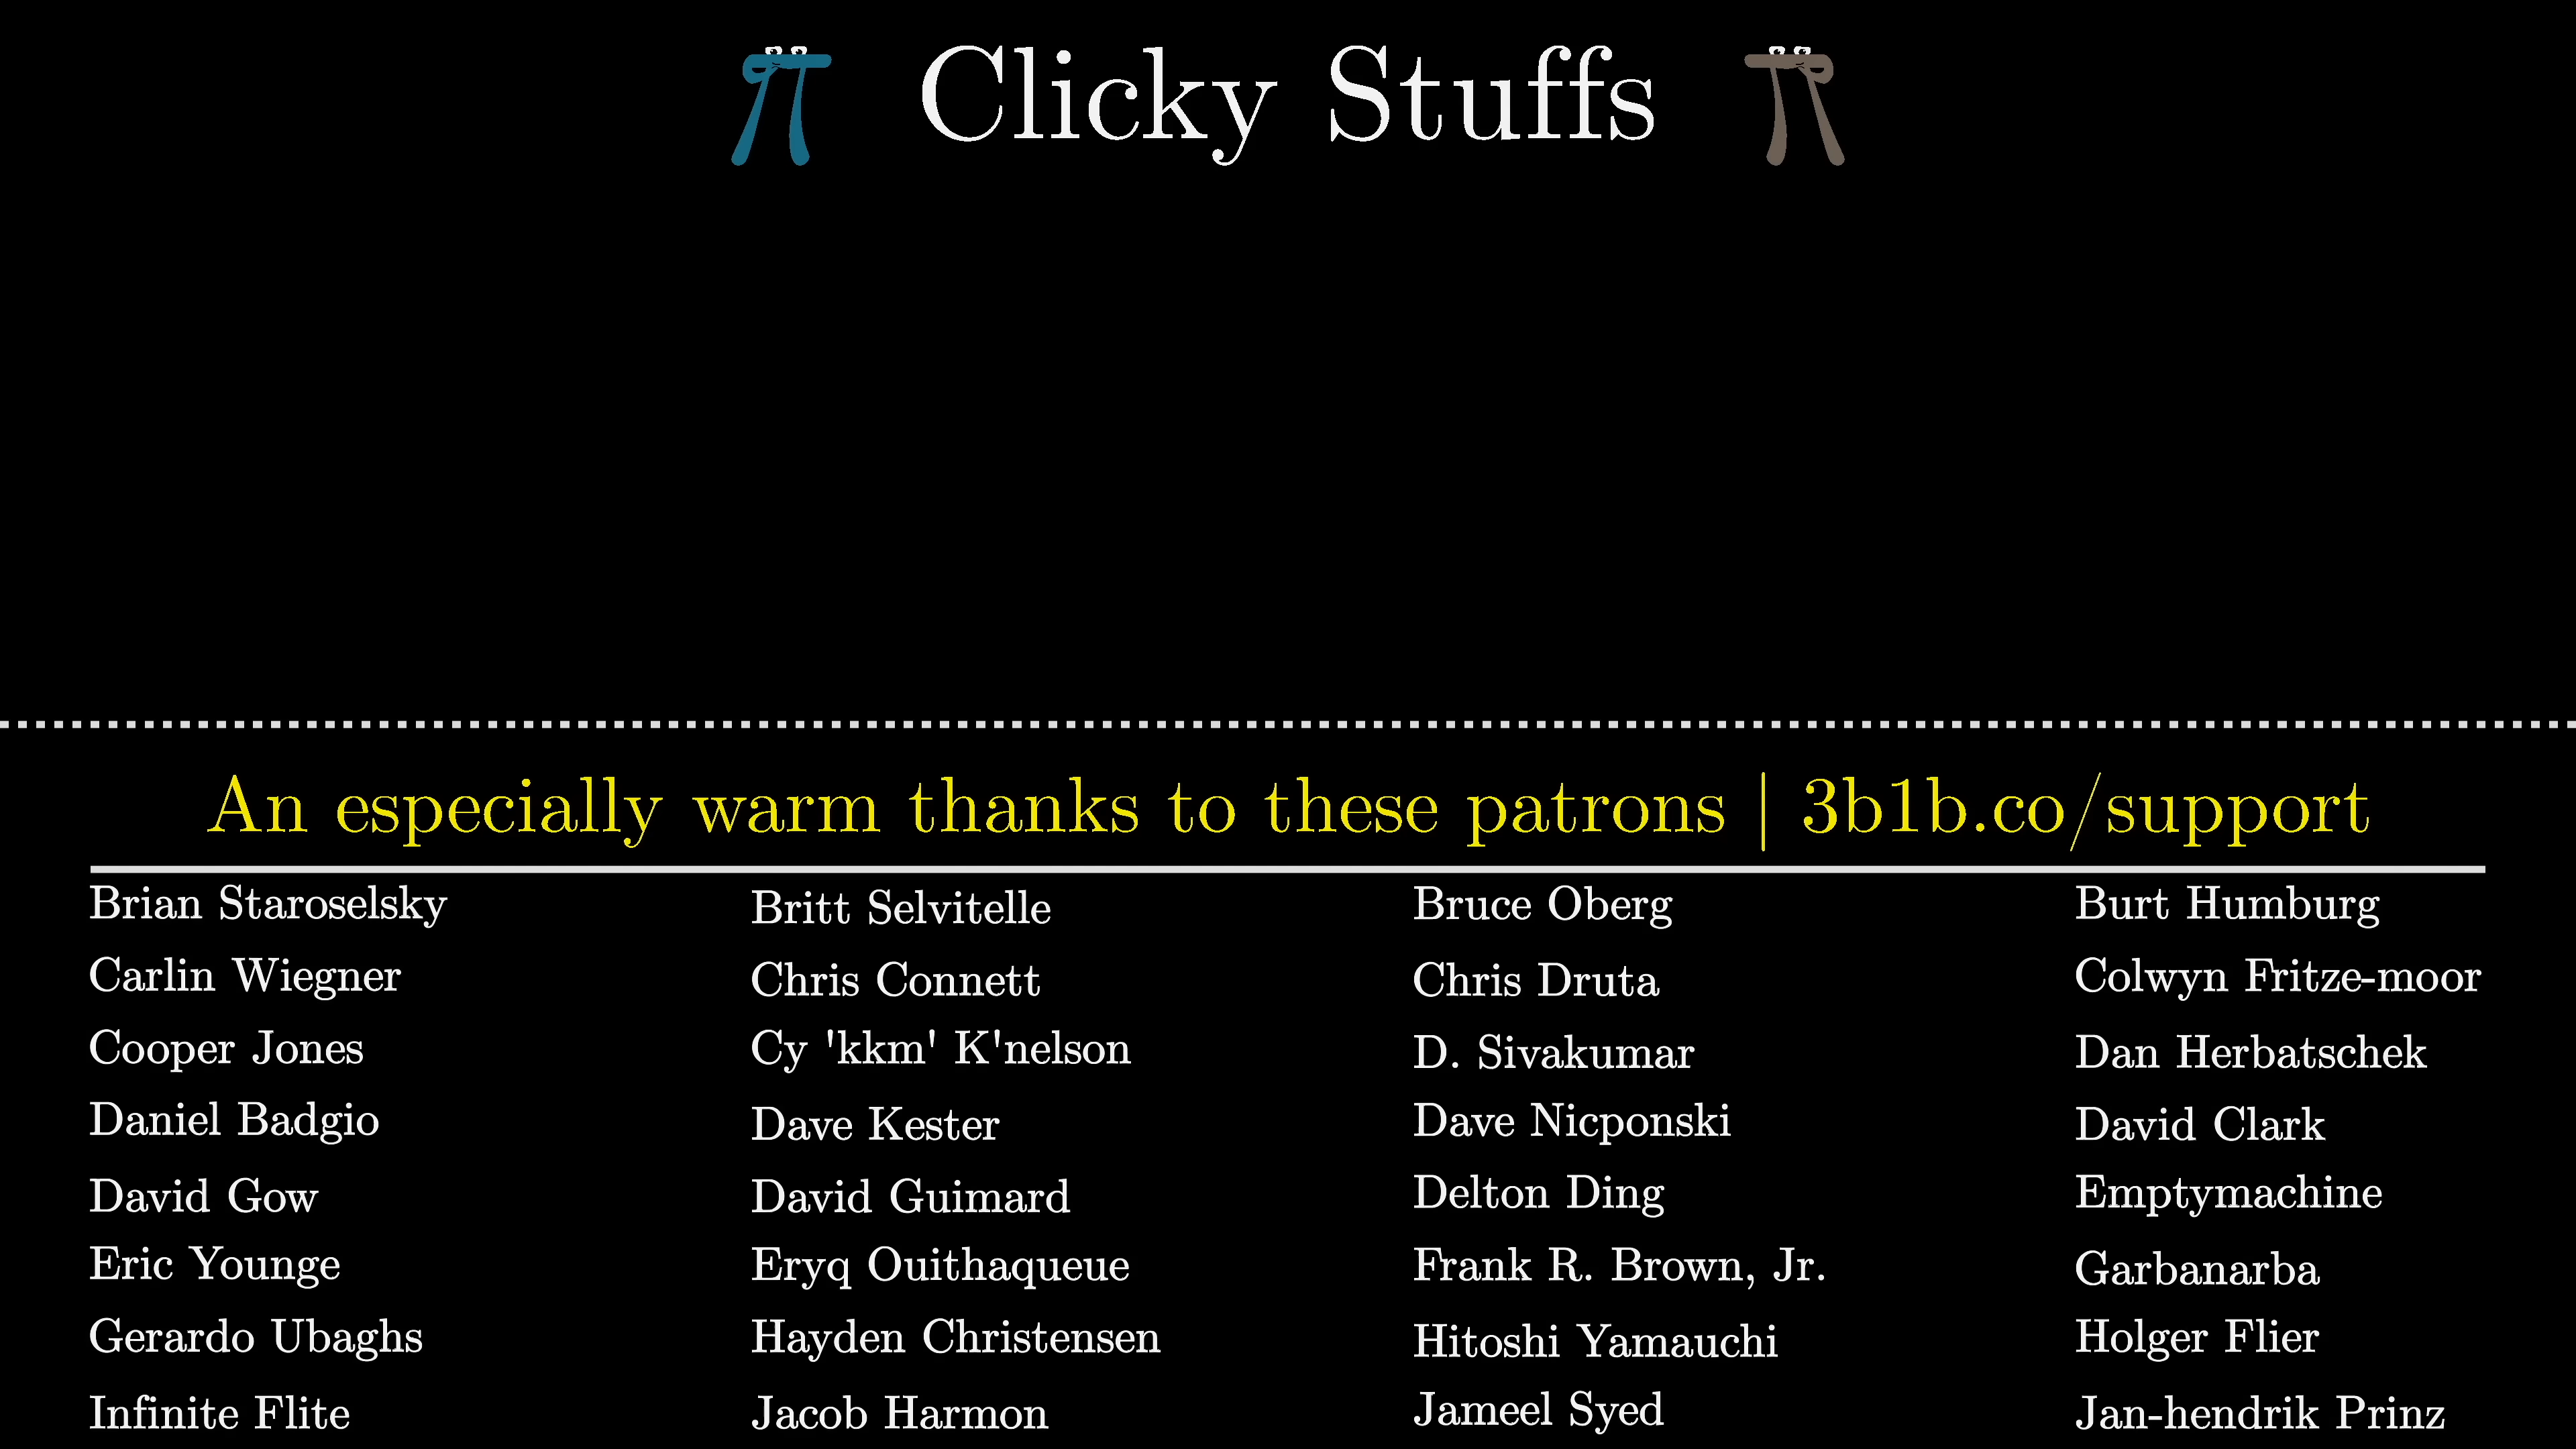 Clicky Stuffs
An especially warm thanks to these patrons | 3b1b.co/support
Brian Staroselsky Britt Selvitelle Bruce Oberg Burt Humburg
Carlin Wiegner Chris Connett Chris Druta Colwyn Fritze-moor
Cooper Jones Cy 'kkm' K'nelson D. Sivakumar Dan Herbatschek
Daniel Badgio Dave Kester Dave Nicponski David Clark
David Gow David Guimard Delton Ding Emptymachine
Eric Younge Eryq Ouithaqueue Frank R. Brown, Jr. Garbanarba
Gerardo Ubaghs Hayden Christensen Hitoshi Yamauchi Holger Flier
Infinite Flite Jacob Harmon Jameel Syed Jan-hendrik Prinz